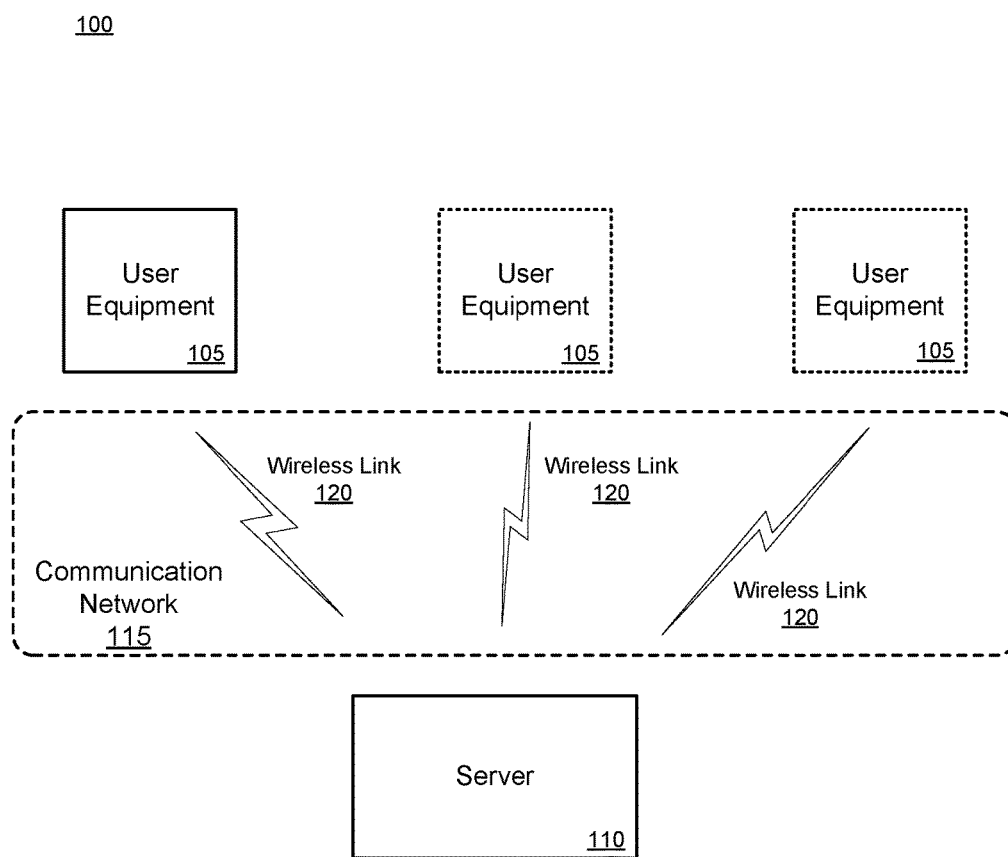 100
User
Equipment
105
User
Equipment
105
User
Equipment
105
Wireless Link
120
Wireless Link
120
Wireless Link
120
Communication
Network
115
Server
110